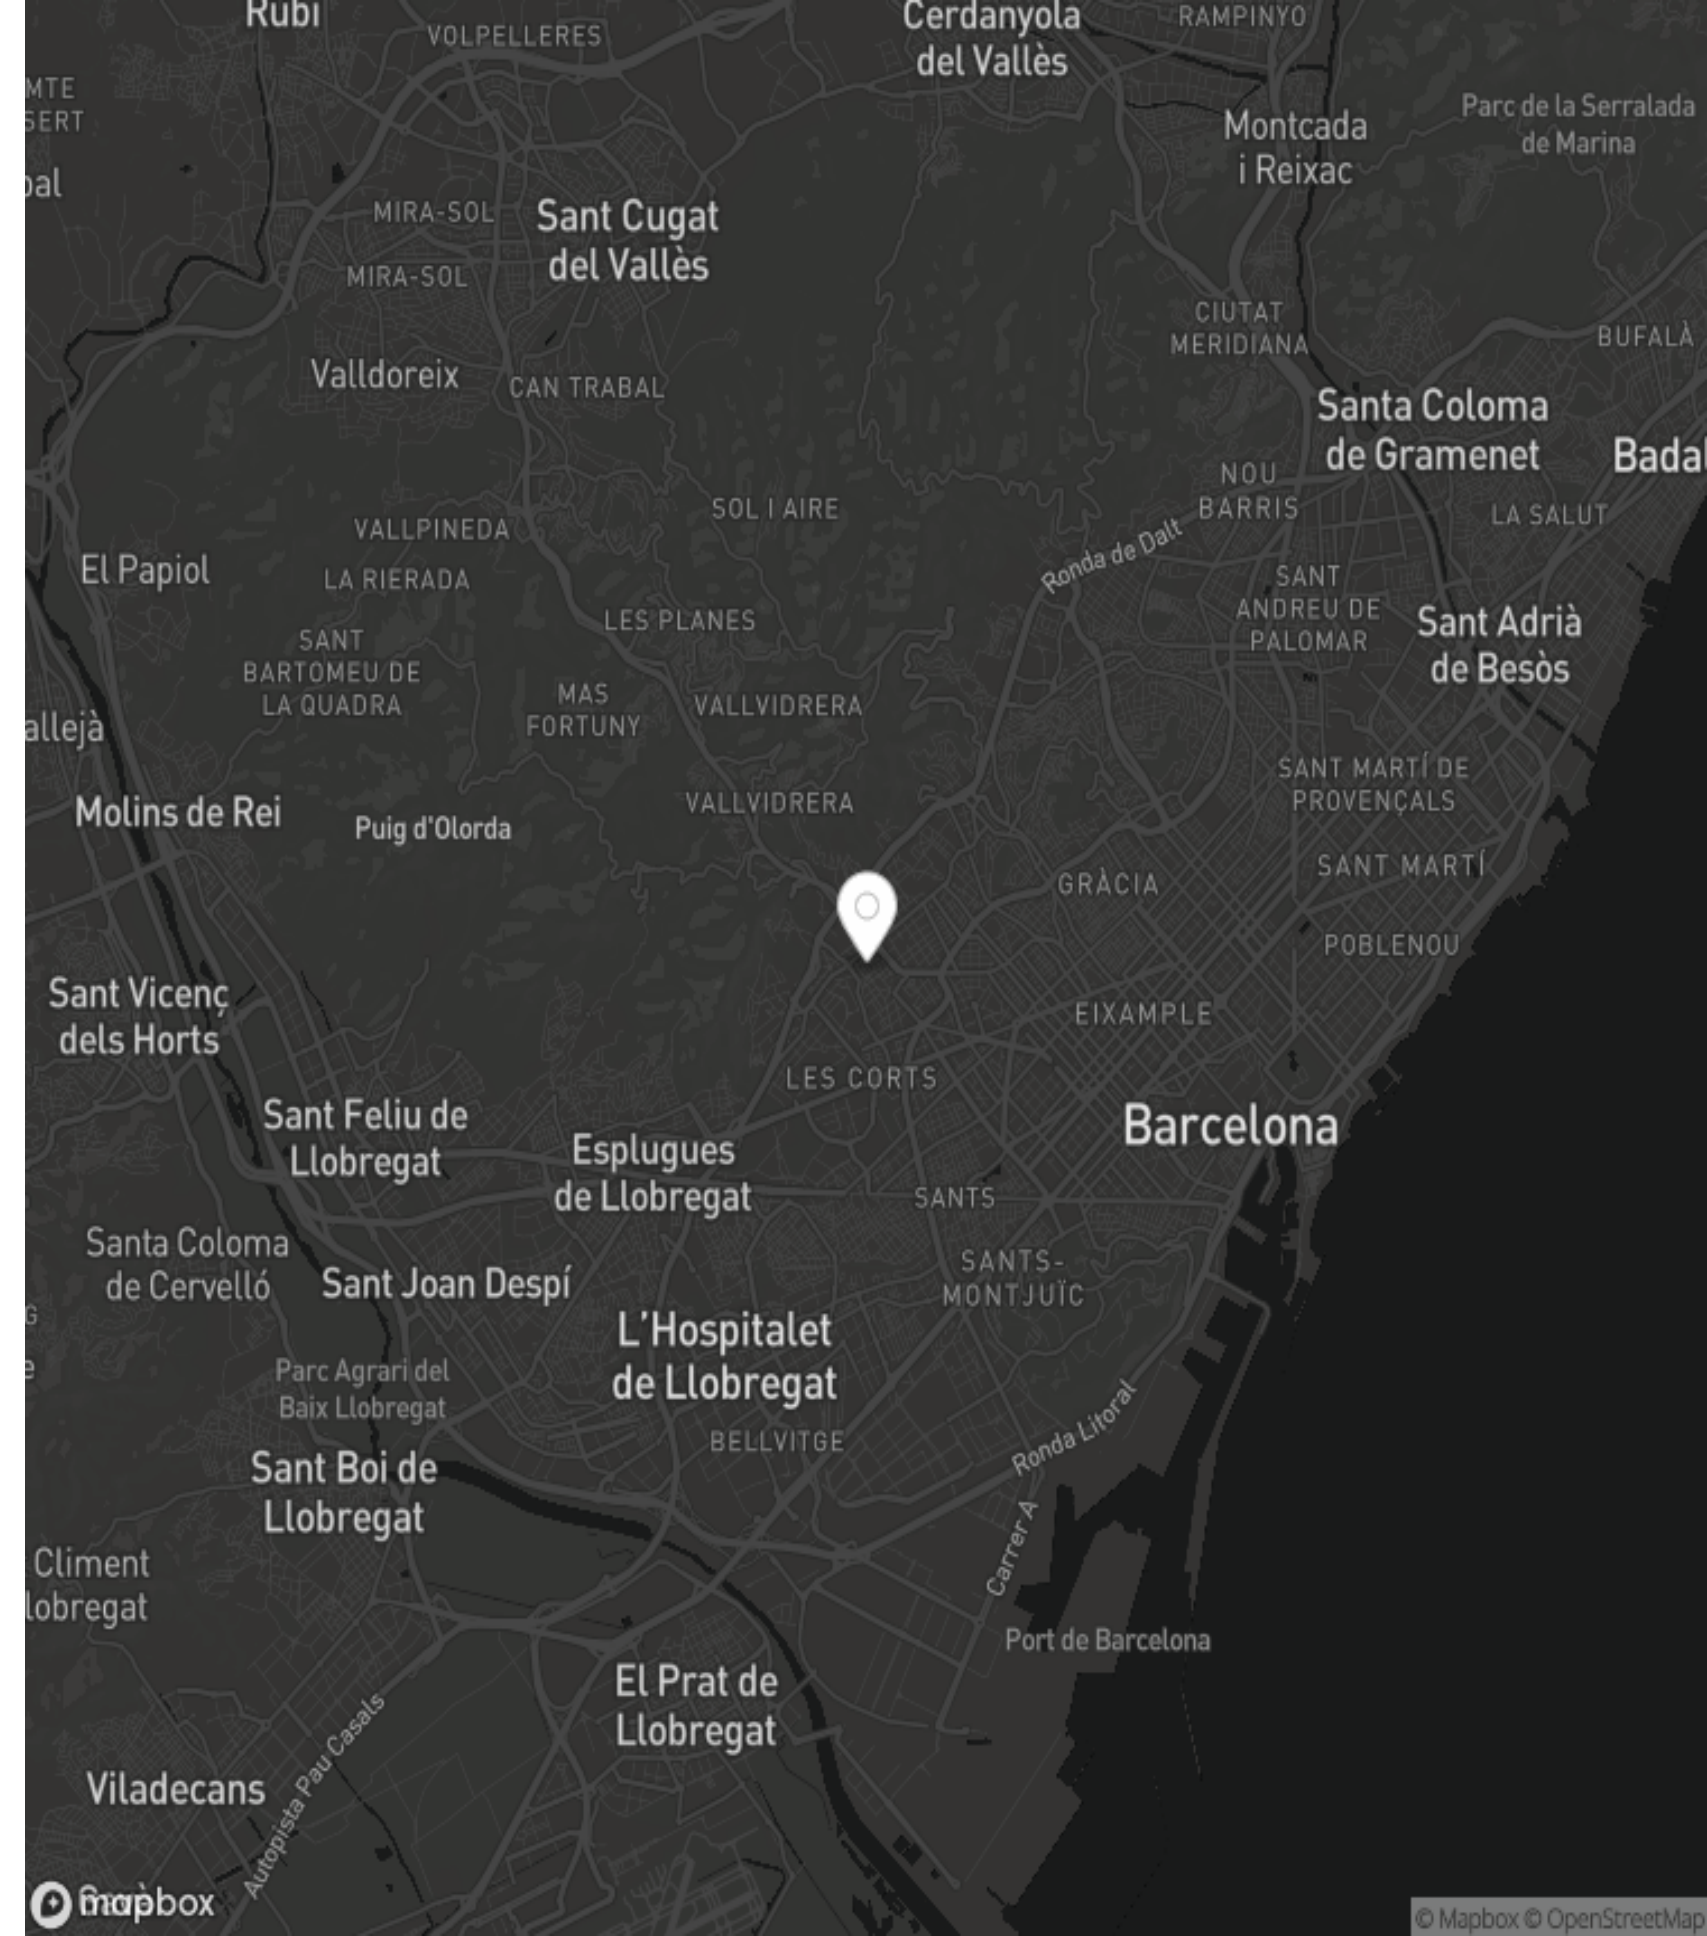 Rubí
VOLPELLERES
Cerdanyola
del Vallès
RAMPINYO
Parc de la Serralada
de Marina
Montcada
i Reixac
MIRA-SOL
Sant Cugat
del Vallès
MIRA-SOL
CIUTAT
MERIDIANA
BUFALÀ
Valldoreix
CAN TRABAL
Santa Coloma
de Gramenet
Badal
NOU
BARRIS
SOL I AIRE
LA SALUT
VALLPINEDA
Ronda de Dalt
El Papiol
LA RIERADA
SANT
ANDREU DE
PALOMAR
LES PLANES
Sant Adrià
de Besòs
SANT
BARTOMEU DE
LA QUADRA
MAS
FORTUNY
VALLVIDRERA
allejà
SANT MARTÍ DE
PROVENÇALS
VALLVIDRERA
Molins de Rei
Puig d'Olorda
SANT MARTÍ
GRÀCIA
POBLENOU
Sant Vicenç
dels Horts
EIXAMPLE
LES CORTS
Sant Feliu de
Llobregat
Barcelona
Esplugues
de Llobregat
SANTS
Santa Coloma
de Cervelló
Sant Joan Despí
SANTS-
MONTJUÏC
L'Hospitalet
de Llobregat
Parc Agrari del
Baix Llobregat
Ronda Litoral
BELLVITGE
Sant Boi de
Llobregat
Carrer A
Climent
lobregat
Port de Barcelona
El Prat de
Llobregat
Autopista Pau Casals
Viladecans
mapbox
© Mapbox © OpenStreetMap